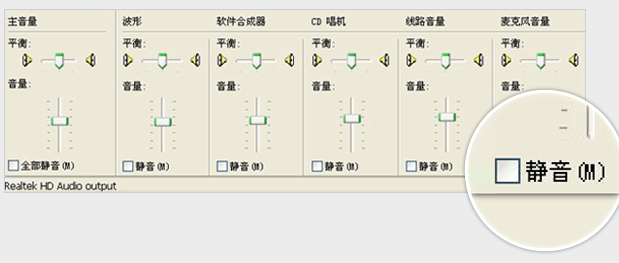 主音量 波形 软件合成器 CD 唱机 线路音量 麦克风音量
平衡: 平衡: 平衡: 平衡: 平衡: 平衡:
音量: 音量: 音量: 音量: 音量: 音量:
全部静音(M) 静音(M) 静音(M) 静音(M) 静音(M) 静音(M)
Realtek HD Audio output